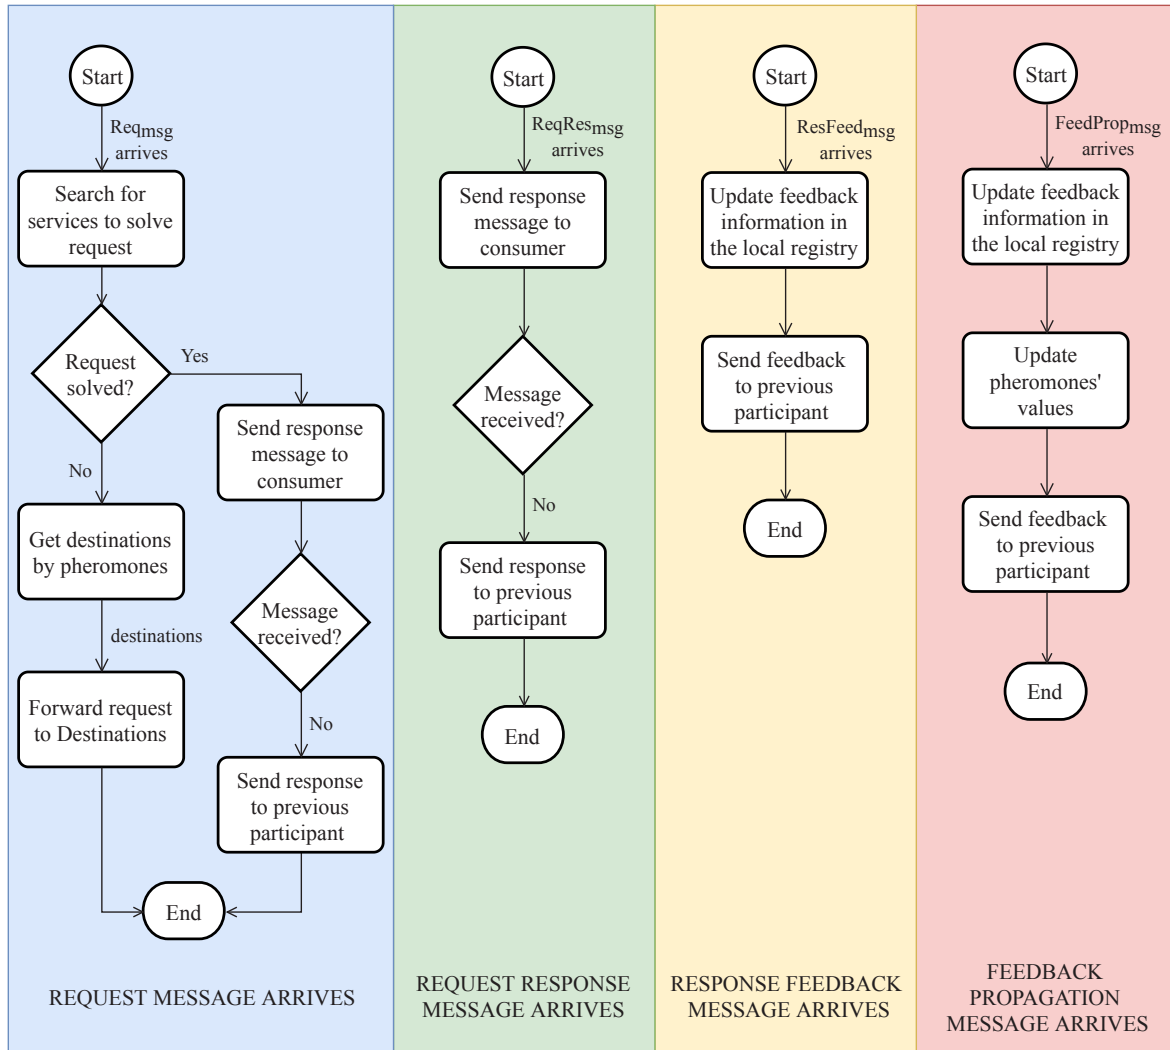 Start
Reqmsg
arrives
Search for
services to solve
request
Request
solved?
Yes
No
Get destinations
by pheromones
destinations
Forward request
to Destinations
Send response
message to
consumer
Message
received?
No
Send response
to previous
participant
End
REQUEST MESSAGE ARRIVES
Start
ReqResmsg
arrives
Send response
message to
consumer
Message
received?
No
Send response
to previous
participant
End
REQUEST RESPONSE
MESSAGE ARRIVES
Start
ResFeedmsg
arrives
Update feedback
information in
the local registry
Send feedback
to previous
participant
End
RESPONSE FEEDBACK
MESSAGE ARRIVES
Start
FeedPropmsg
arrives
Update feedback
information in
the local registry
Update
pheromones'
values
Send feedback
to previous
participant
End
FEEDBACK
PROPAGATION
MESSAGE ARRIVES